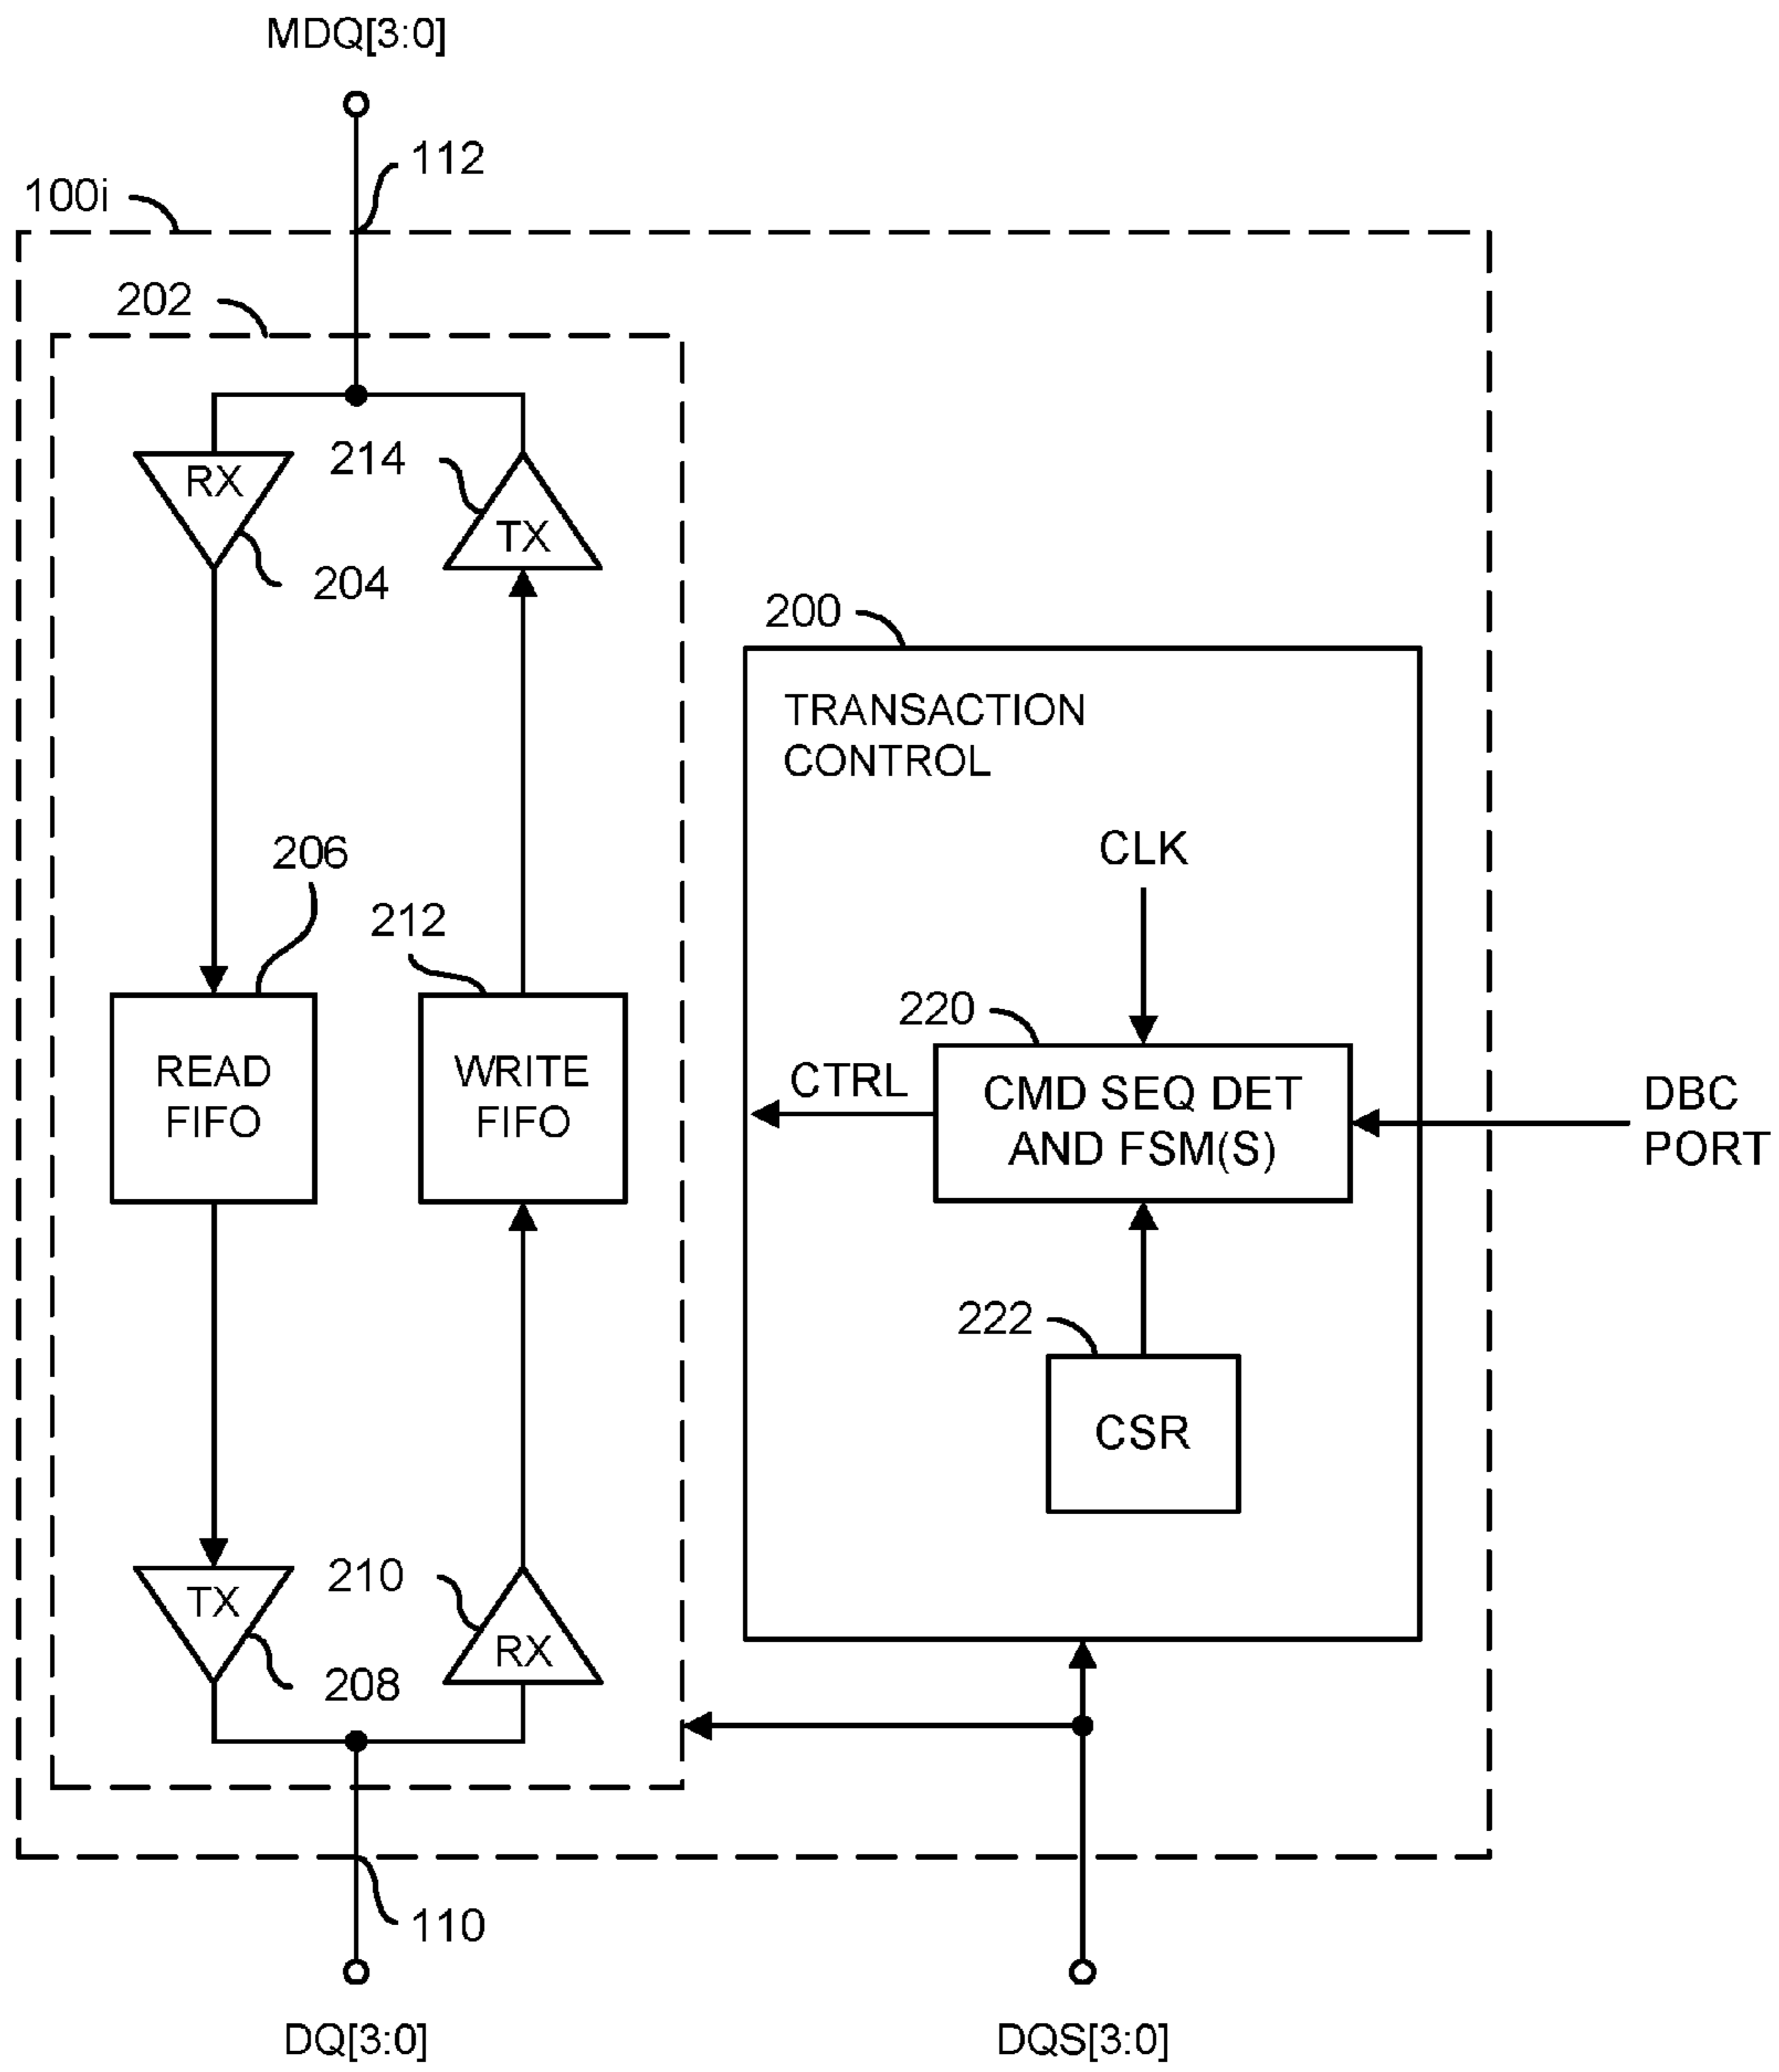 MDQ[3:0]
112
100i
202
RX
214
TX
204
200
TRANSACTION
CONTROL
CLK
206
212
220
READ
FIFO
WRITE
FIFO
CTRL
CMD SEQ DET
AND FSM(S)
DBC
PORT
222
CSR
TX
210
RX
208
110
DQ[3:0]
DQS[3:0]